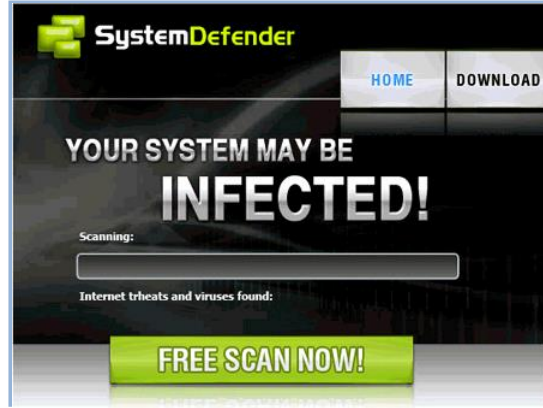 SystemDefender
HOME DOWNLOAD
YOUR SYSTEM MAY BE
INFECTED!
Scanning:
Internet trheats and viruses found:
FREE SCAN NOW!